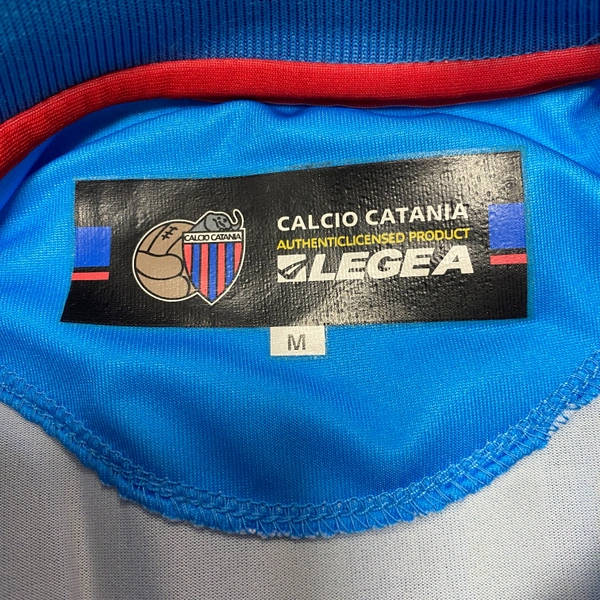 CALCIO CATANIA
CALCIO CATANIA
AUTHENTICLICENSED PRODUCT
LEGEA
M